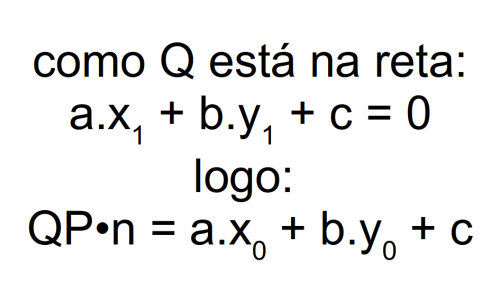 como Q está na reta:
a.x₁ + b.y₁ + c = 0
logo:
QP•n = a.x₀ + b.y₀ + c